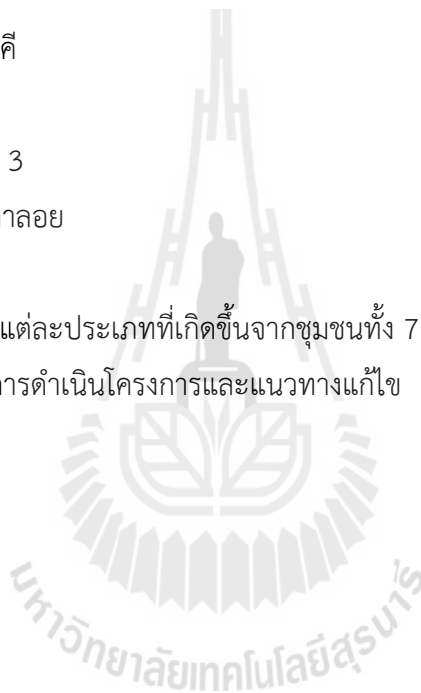 คี
3
าลอย
แต่ละประเภทที่เกิดขึ้นจากชุมชนทั้ง 7
การดำเนินโครงการและแนวทางแก้ไข
มหาวิทยาลัยเทคโนโลยีสุรนารี